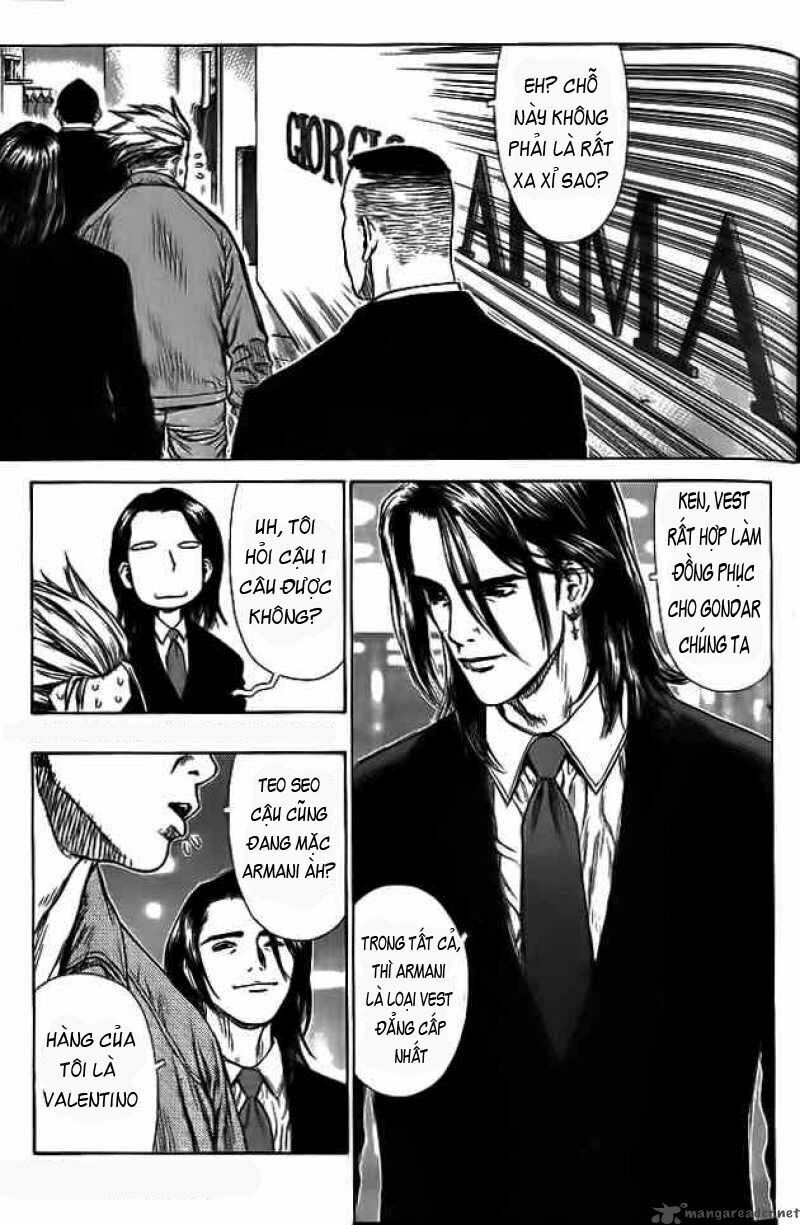 EH? CHỖ
NÀY KHÔNG
PHẢI LÀ RẤT
XA XỈ SAO?
GIORGIO
ARMA
KEN, VEST
RẤT HỢP LÀM
ĐỒNG PHỤC
CHO GONDAR
CHÚNG TA
TRONG TẤT CẢ,
THÌ ARMANI
LÀ LOẠI VEST
ĐẲNG CẤP
NHẤT
UH, TÔI
HỎI CẬU 1
CÂU ĐƯỢC
KHÔNG?
TEO SEO
CẬU CŨNG
ĐANG MẶC
ARMANI ÀH?
HÀNG CỦA
TÔI LÀ
VALENTINO
mangareader.net